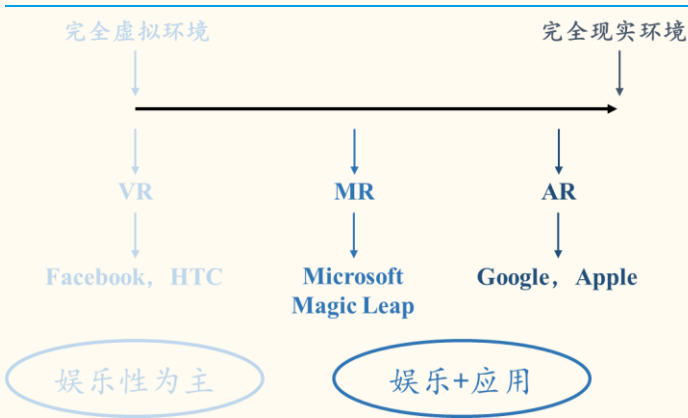 完全虚拟环境
完全现实环境
VR
MR
AR
Facebook，HTC
Microsoft
Magic Leap
Google，Apple
娱乐性为主
娱乐+应用